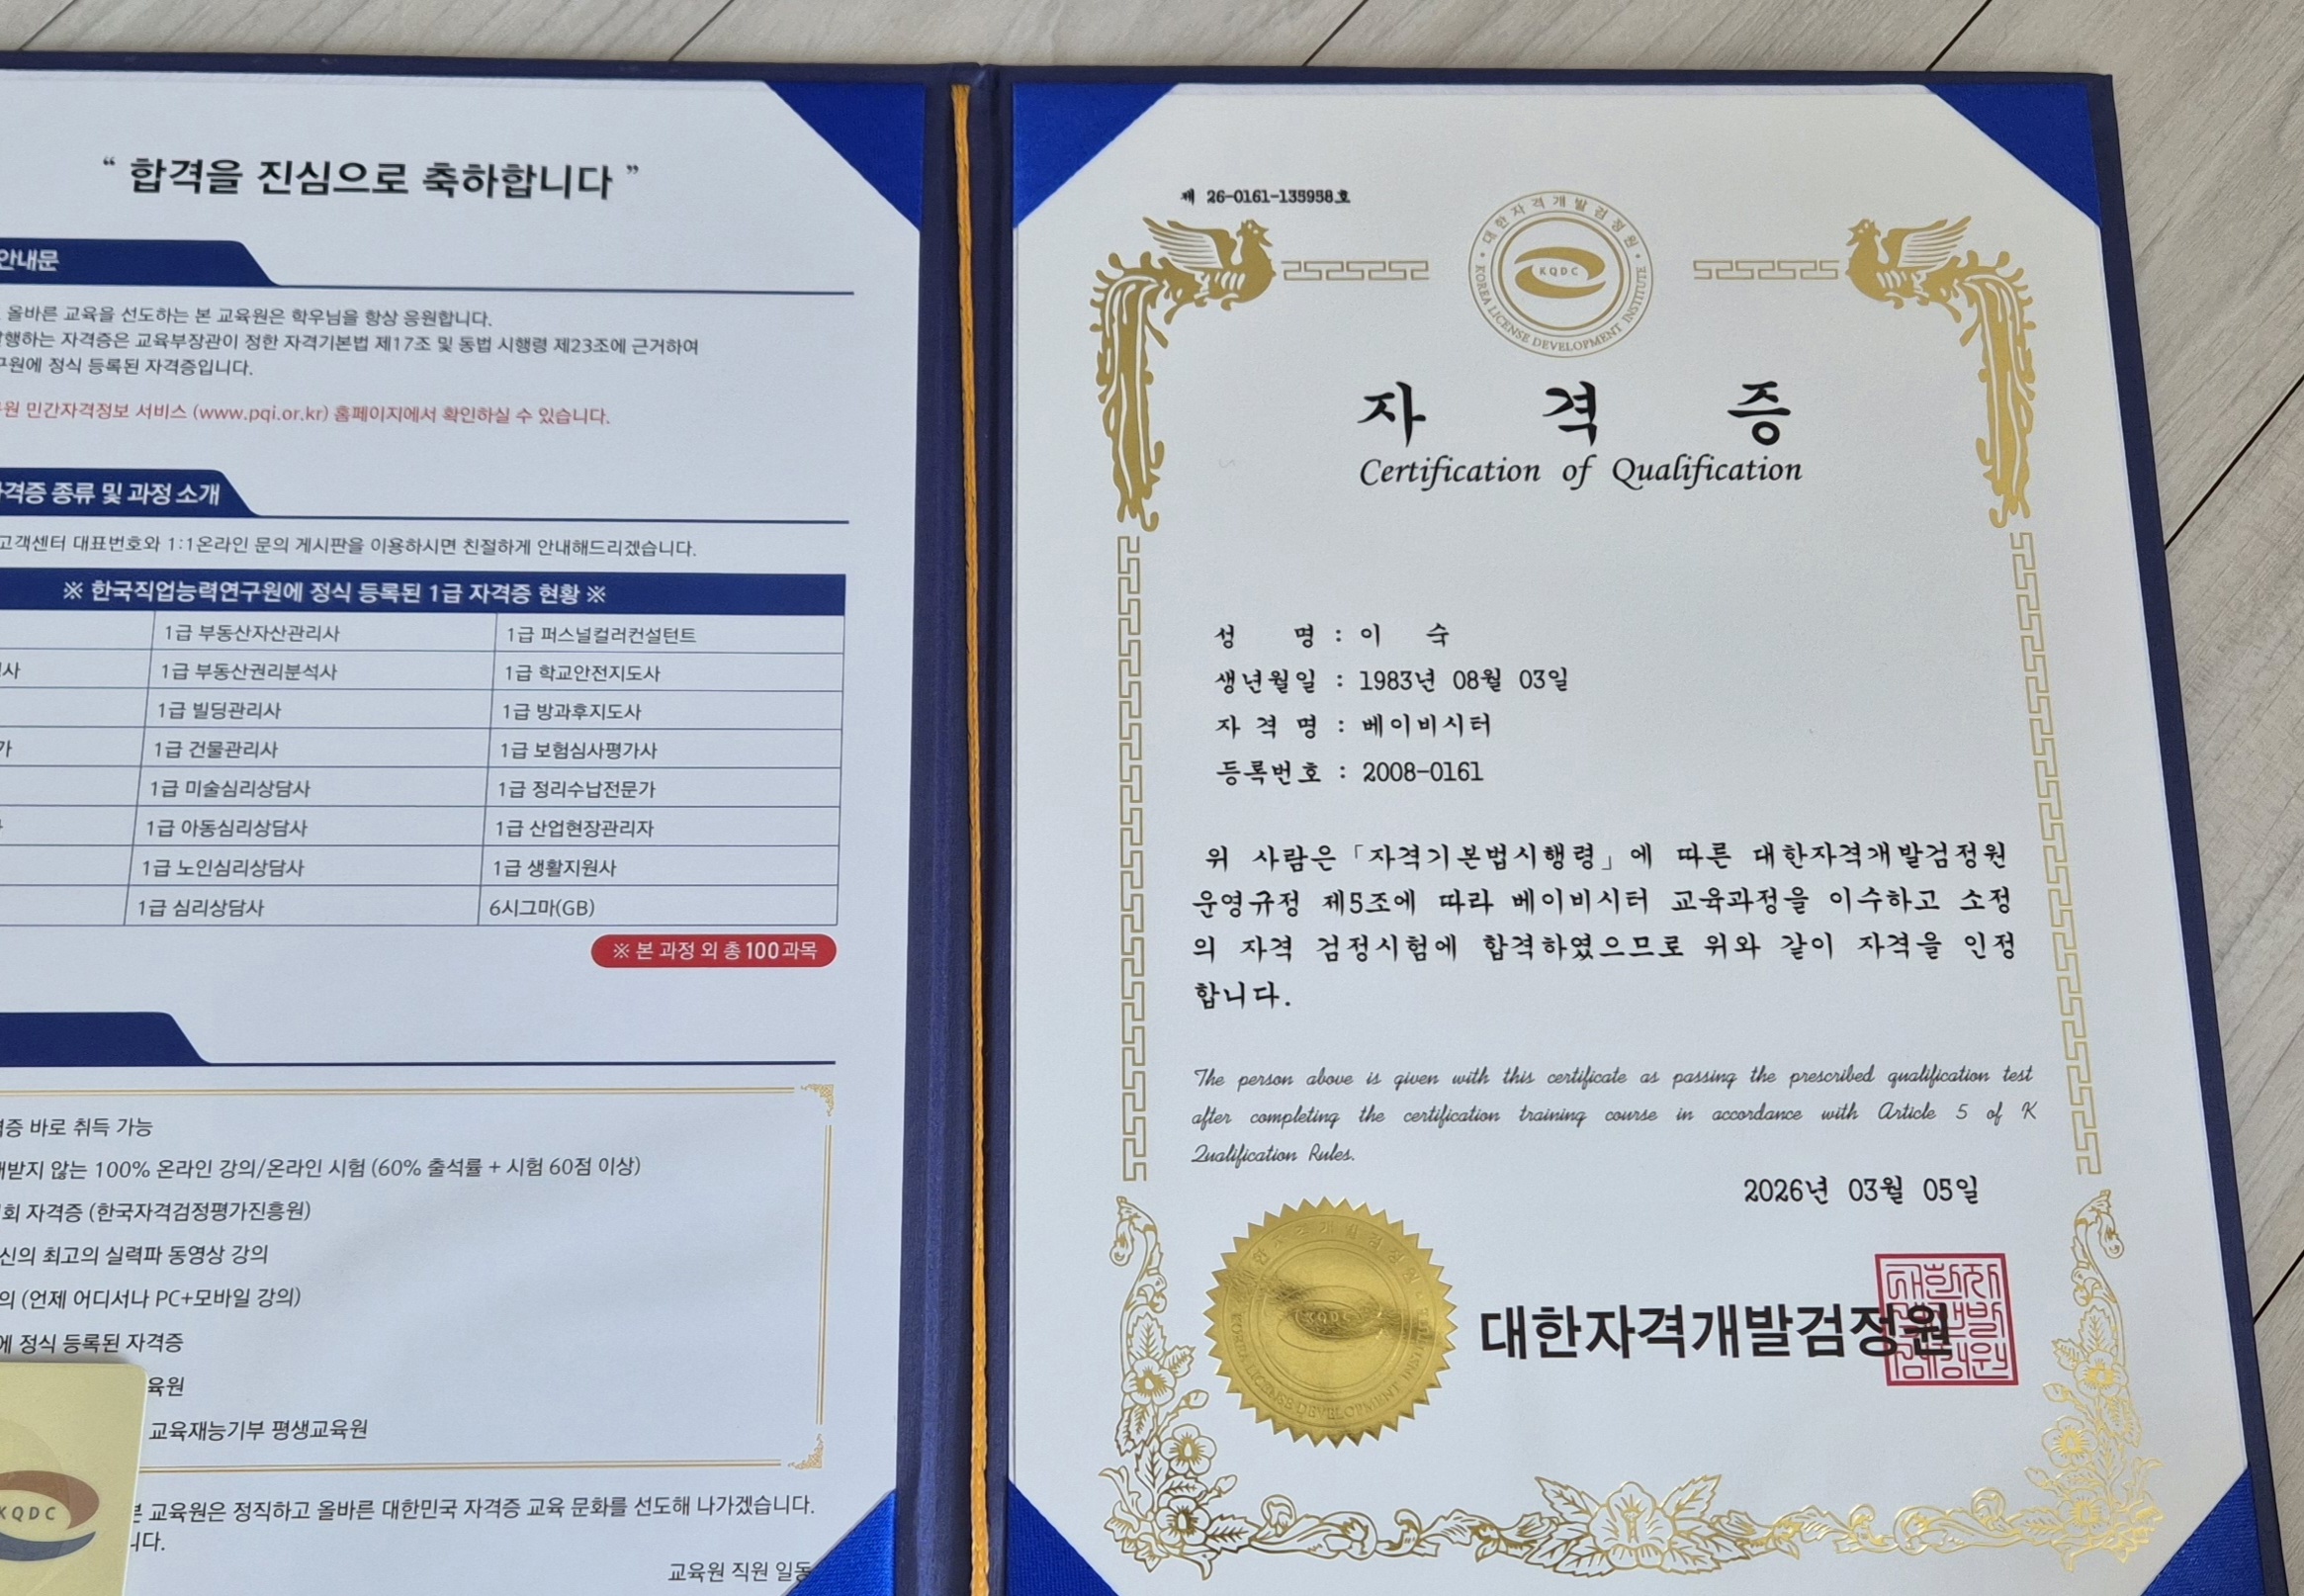 “ 합격을 진심으로 축하합니다 ”
안내문
올바른 교육을 선도하는 본 교육원은 학우님을 항상 응원합니다.
발행하는 자격증은 교육부장관이 정한 자격기본법 제17조 및 동법 시행령 제23조에 근거하여
구원에 정식 등록된 자격증입니다.
구원 민간자격정보 서비스 (www.pqi.or.kr) 홈페이지에서 확인하실 수 있습니다.
자격증 종류 및 과정 소개
고객센터 대표번호와 1:1온라인 문의 게시판을 이용하시면 친절하게 안내해드리겠습니다.
※ 한국직업능력연구원에 정식 등록된 1급 자격증 현황 ※
1급 부동산자산관리사 1급 퍼스널컬러컨설턴트
사 1급 부동산권리분석사 1급 학교안전지도사
1급 빌딩관리사 1급 방과후지도사
가 1급 건물관리사 1급 보험심사평가사
1급 미술심리상담사 1급 정리수납전문가
1급 아동심리상담사 1급 산업현장관리자
1급 노인심리상담사 1급 생활지원사
1급 심리상담사 6시그마(GB)
※ 본 과정 외 총 100과목
격증 바로 취득 가능
받지 않는 100% 온라인 강의/온라인 시험 (60% 출석률 + 시험 60점 이상)
회 자격증 (한국자격검정평가진흥원)
신의 최고의 실력파 동영상 강의
의 (언제 어디서나 PC+모바일 강의)
에 정식 등록된 자격증
육원
교육재능기부 평생교육원
본 교육원은 정직하고 올바른 대한민국 자격증 교육 문화를 선도해 나가겠습니다.
니다.
교육원 직원 일동
KQDC
제 26-0161-135958호
대한자격개발검정원
KQDC
KOREA LICENSE DEVELOPMENT INSTITUTE
자 격 증
Certification of Qualification
성 명 : 이 숙
생년월일 : 1983년 08월 03일
자 격 명 : 베이비시터
등록번호 : 2008-0161
위 사람은 「자격기본법시행령」에 따른 대한자격개발검정원
운영규정 제5조에 따라 베이비시터 교육과정을 이수하고 소정
의 자격 검정시험에 합격하였으므로 위와 같이 자격을 인정
합니다.
The person above is given with this certificate as passing the prescribed qualification test
after completing the certification training course in accordance with Article 5 of K
Qualification Rules.
2026년 03월 05일
대한자격개발검정원
KQDC
KOREA LICENSE DEVELOPMENT INSTITUTE
대한자격개발검정원